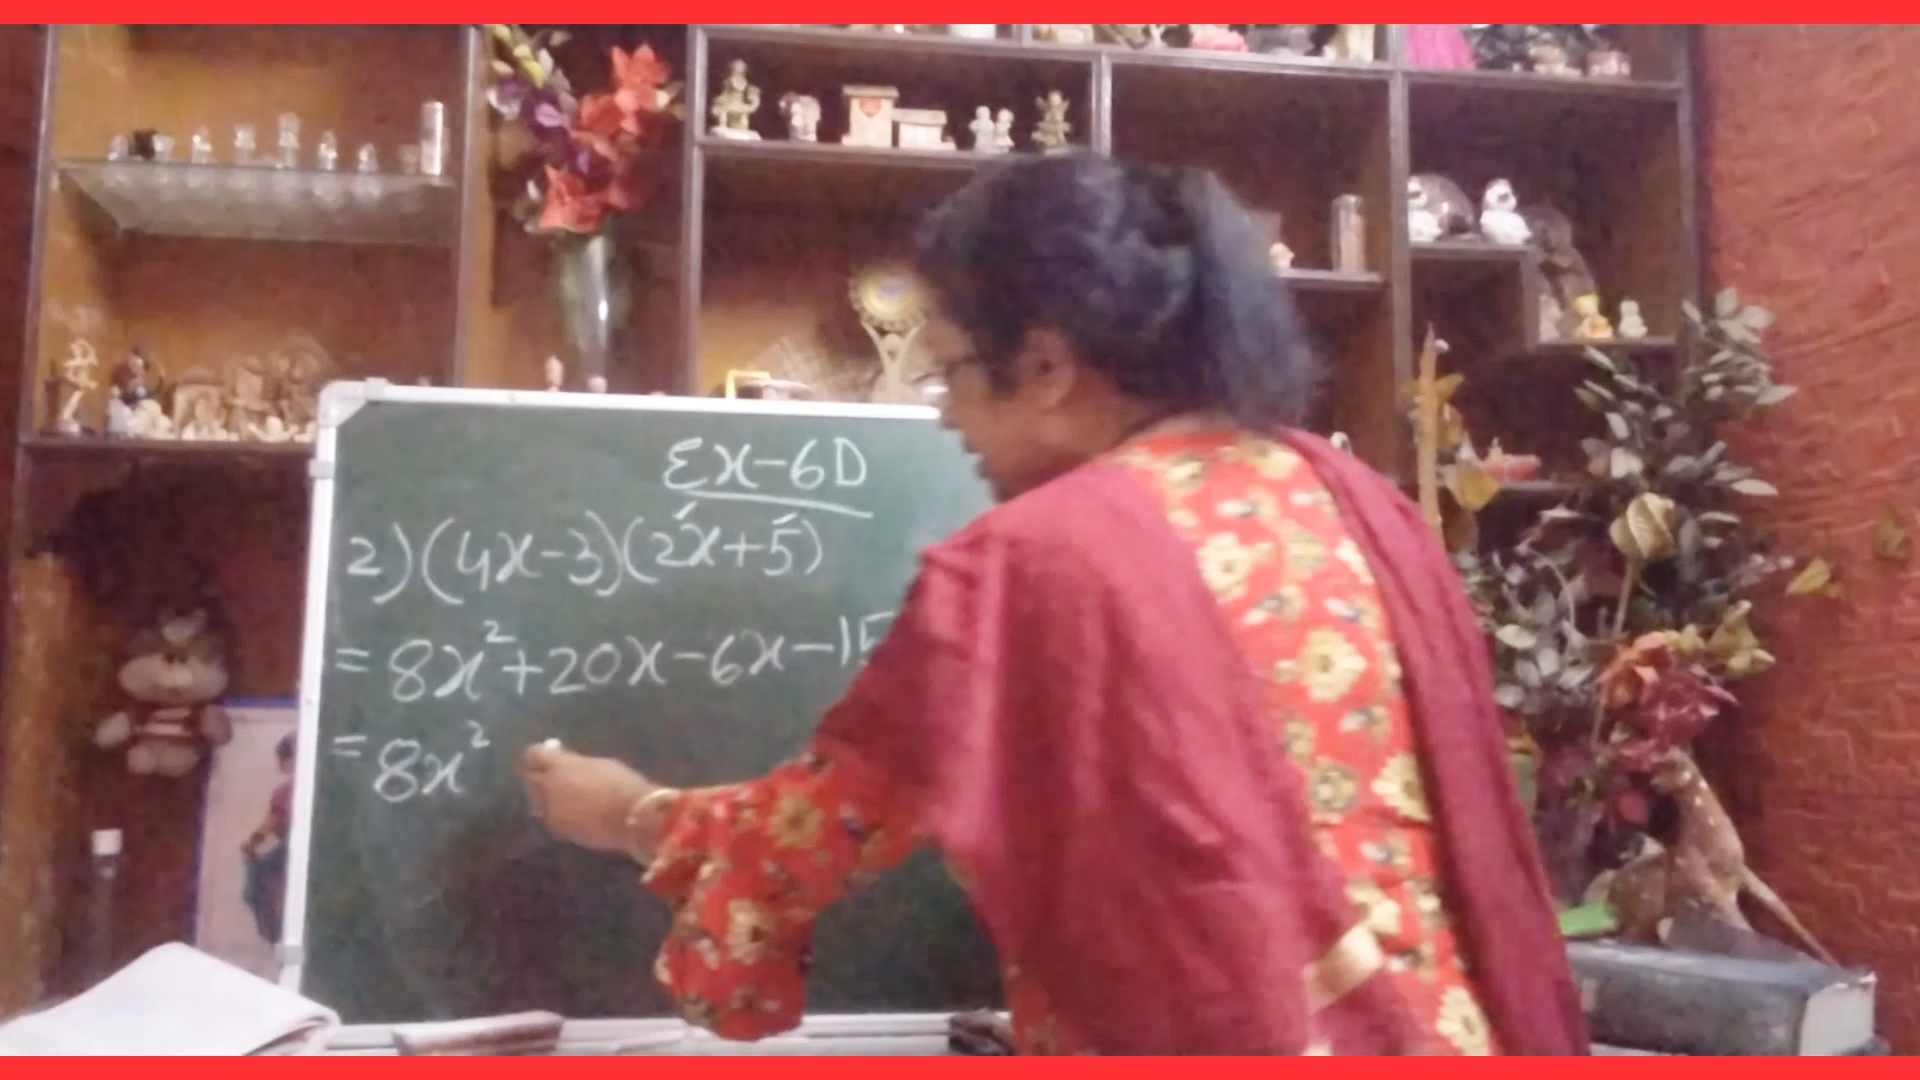 Ex-6D
2) (4x-3)(2x+5)
= 8x²+20x-6x-15
= 8x²